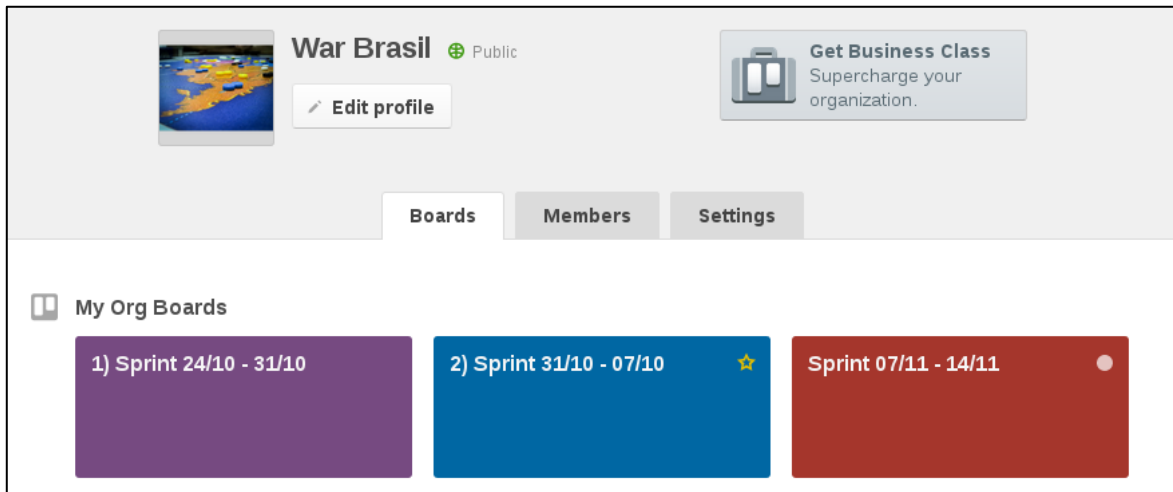 War Brasil Public
Edit profile
Get Business Class
Supercharge your
organization.
Boards Members Settings
My Org Boards
1) Sprint 24/10 - 31/10
2) Sprint 31/10 - 07/10
Sprint 07/11 - 14/11